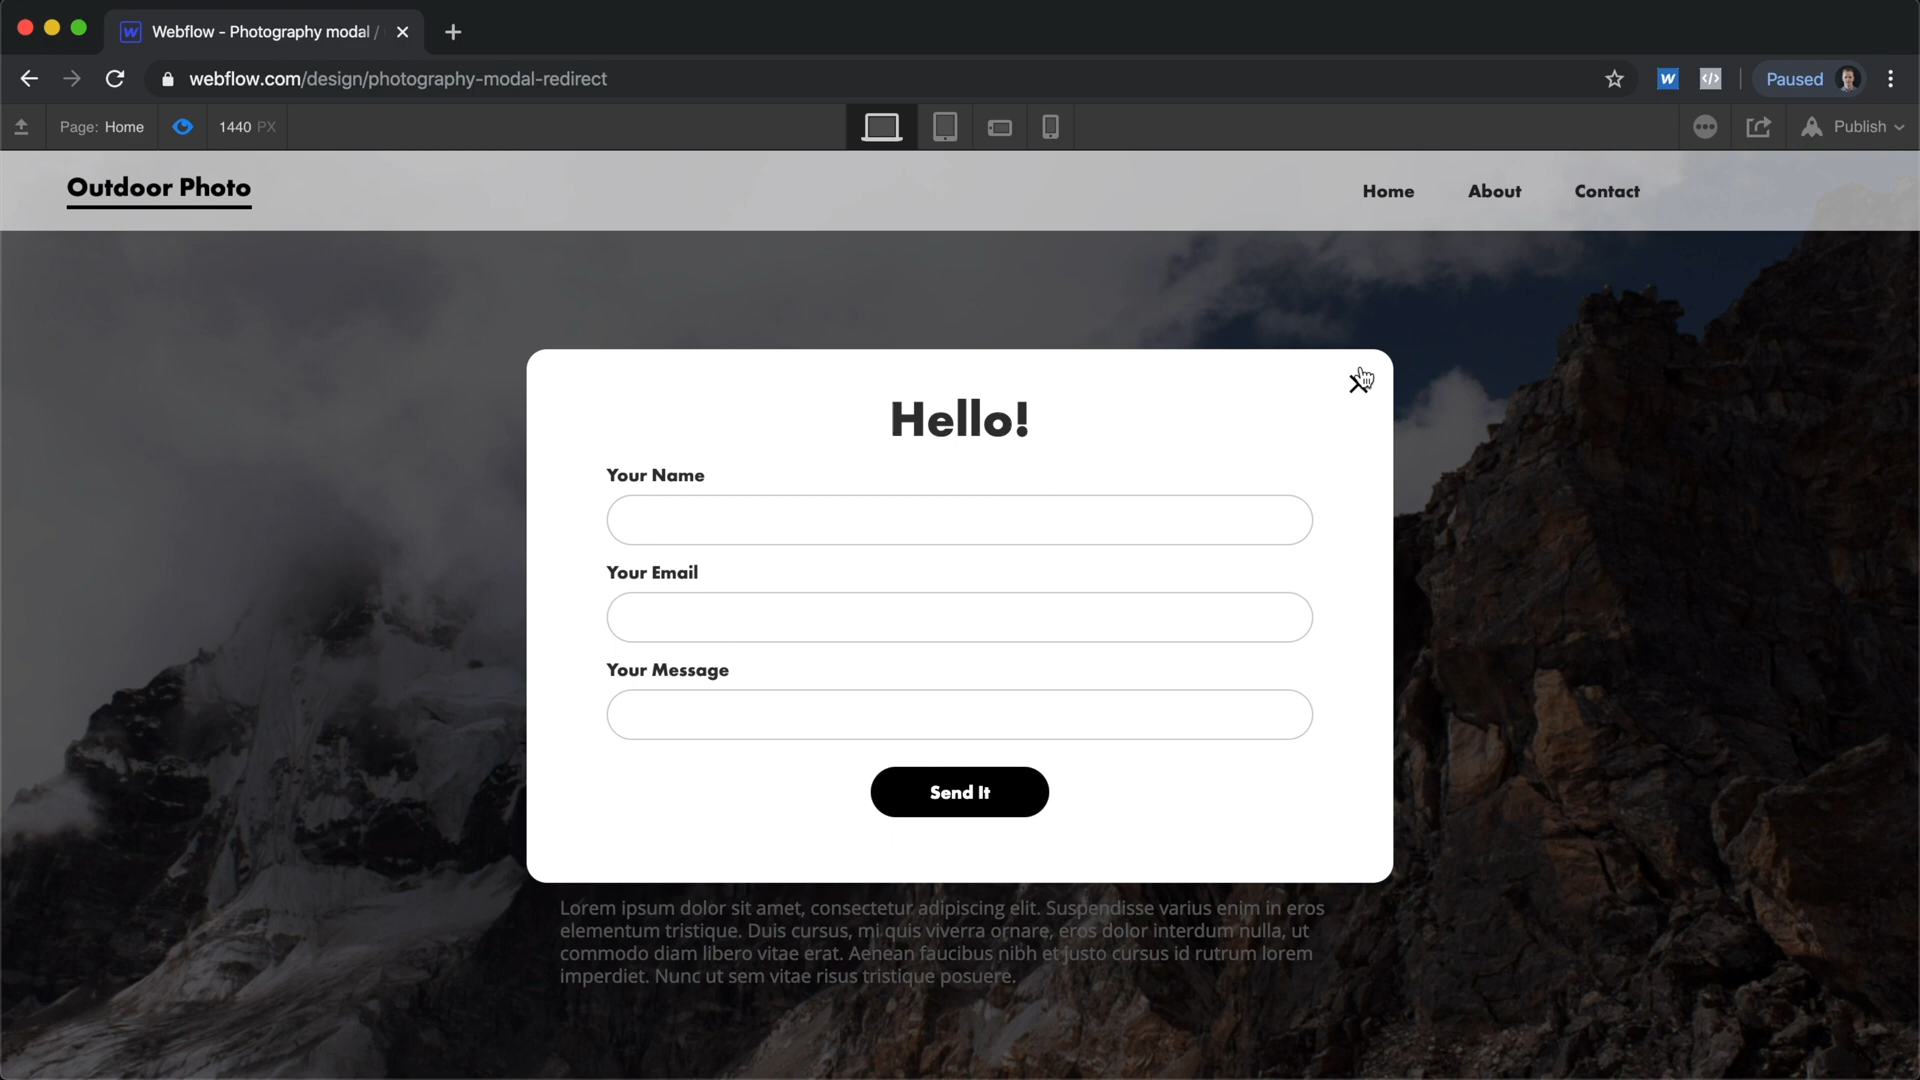 Webflow - Photography modal /
webflow.com/design/photography-modal-redirect
Paused
Page: Home
1440 PX
Publish
Outdoor Photo
Home
About
Contact
Hello!
Your Name
Your Email
Your Message
Send It
Lorem ipsum dolor sit amet, consectetur adipiscing elit. Suspendisse varius enim in eros
elementum tristique. Duis cursus, mi quis viverra ornare, eros dolor interdum nulla, ut
commodo diam libero vitae erat. Aenean faucibus nibh et justo cursus id rutrum lorem
imperdiet. Nunc ut sem vitae risus tristique posuere.